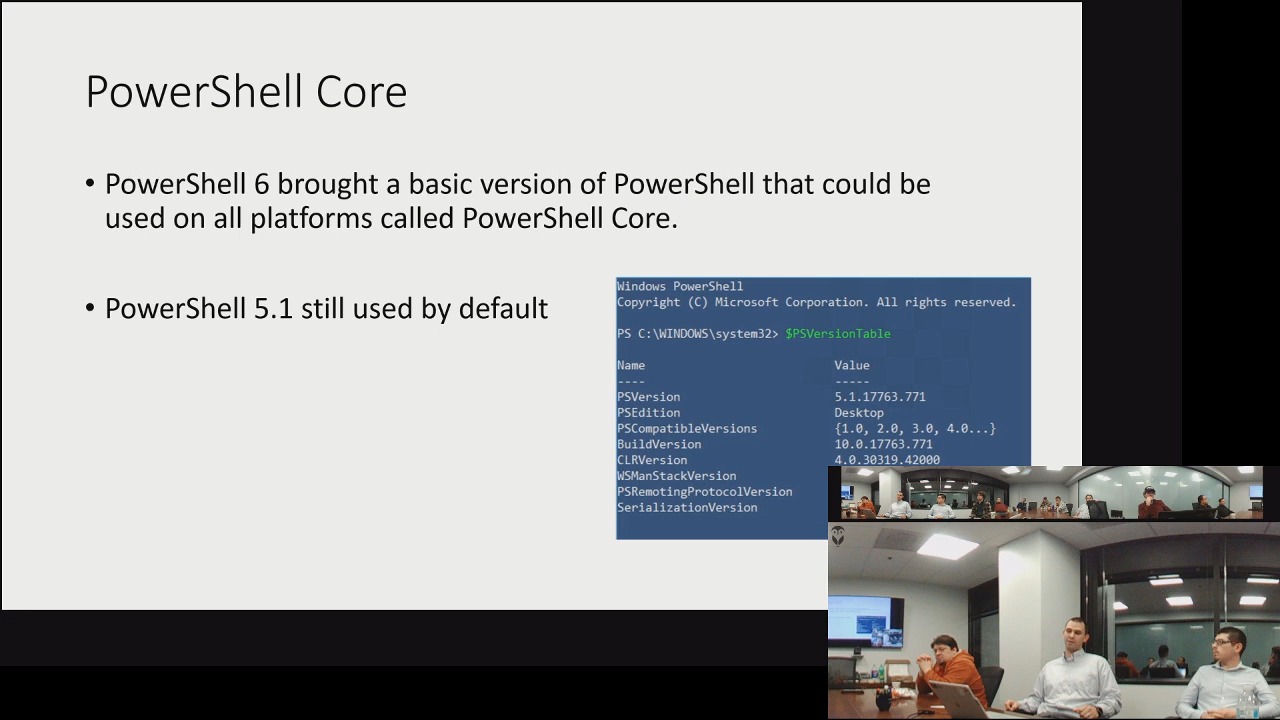 PowerShell Core
• PowerShell 6 brought a basic version of PowerShell that could be
used on all platforms called PowerShell Core.
• PowerShell 5.1 still used by default
Windows PowerShell
Copyright (C) Microsoft Corporation. All rights reserved.
PS C:\WINDOWS\system32> $PSVersionTable
Name Value
---- -----
PSVersion 5.1.17763.771
PSEdition Desktop
PSCompatibleVersions {1.0, 2.0, 3.0, 4.0...}
BuildVersion 10.0.17763.771
CLRVersion 4.0.30319.42000
WSManStackVersion
PSRemotingProtocolVersion
SerializationVersion